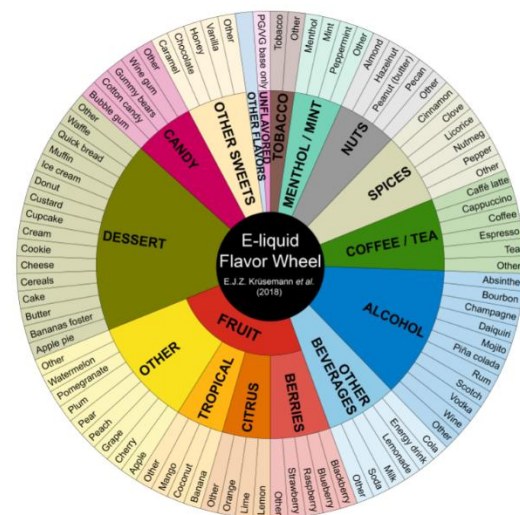 E-liquid
Flavor Wheel
E.J.Z. Krüsemann et al.
(2018)
TOBACCO
Tobacco
Other
MENTHOL / MINT
Menthol
Mint
Peppermint
Other
NUTS
Almond
Hazelnut
Peanut (butter)
Pecan
Other
SPICES
Cinnamon
Clove
Licorice
Nutmeg
Pepper
Other
COFFEE / TEA
Caffè latte
Cappuccino
Coffee
Espresso
Tea
Other
ALCOHOL
Absinthe
Bourbon
Champagne
Daiquiri
Mojito
Piña colada
Rum
Scotch
Vodka
Wine
Other
OTHER
BEVERAGES
Cola
Energy drink
Lemonade
Milk
Soda
Other
FRUIT
BERRIES
Blackberry
Blueberry
Raspberry
Strawberry
Other
CITRUS
Lemon
Lime
Orange
Other
TROPICAL
Banana
Coconut
Mango
Other
OTHER
Apple
Cherry
Grape
Peach
Pear
Plum
Pomegranate
Watermelon
Other
DESSERT
Apple pie
Bananas foster
Butter
Cake
Cereals
Cheese
Cookie
Cream
Cupcake
Custard
Donut
Ice cream
Muffin
Quick bread
Waffle
Other
CANDY
Bubble gum
Cotton candy
Gummy bears
Wine gum
Other
OTHER SWEETS
Caramel
Chocolate
Honey
Vanilla
Other
OTHER FLAVORS
UNFLAVORED
PG/VG base only